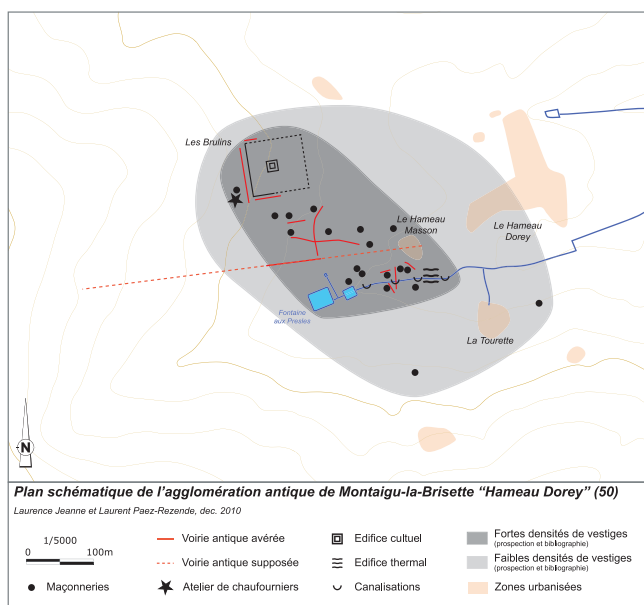 Les Brulins
Le Hameau
Masson
Le Hameau
Dorey
Fontaine
aux Presles
La Tourette
N
Plan schématique de l'agglomération antique de Montaigu-la-Brisette “Hameau Dorey” (50)
Laurence Jeanne et Laurent Paez-Rezende, dec. 2010
1/5000
0 100m
Maçonneries
Voirie antique avérée
Voirie antique supposée
Atelier de chaufourniers
Edifice cultuel
Edifice thermal
Canalisations
Fortes densités de vestiges
(prospection et bibliographie)
Faibles densités de vestiges
(prospection et bibliographie)
Zones urbanisées